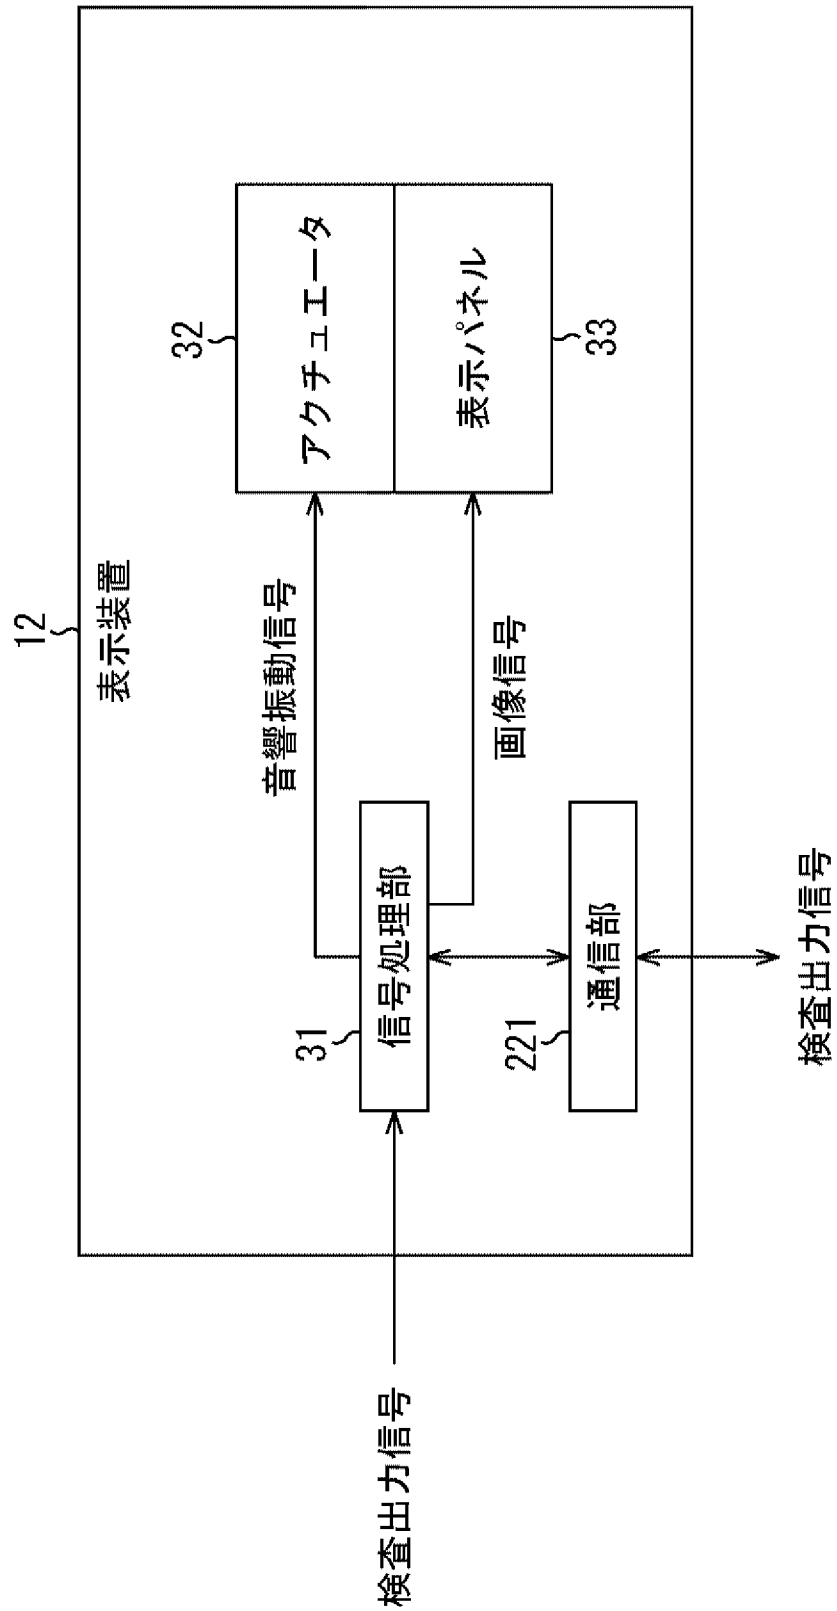 12
表示装置
32
アクチュエータ
音響振動信号
31
信号処理部
検査出力信号
表示パネル
33
画像信号
221
通信部
検査出力信号